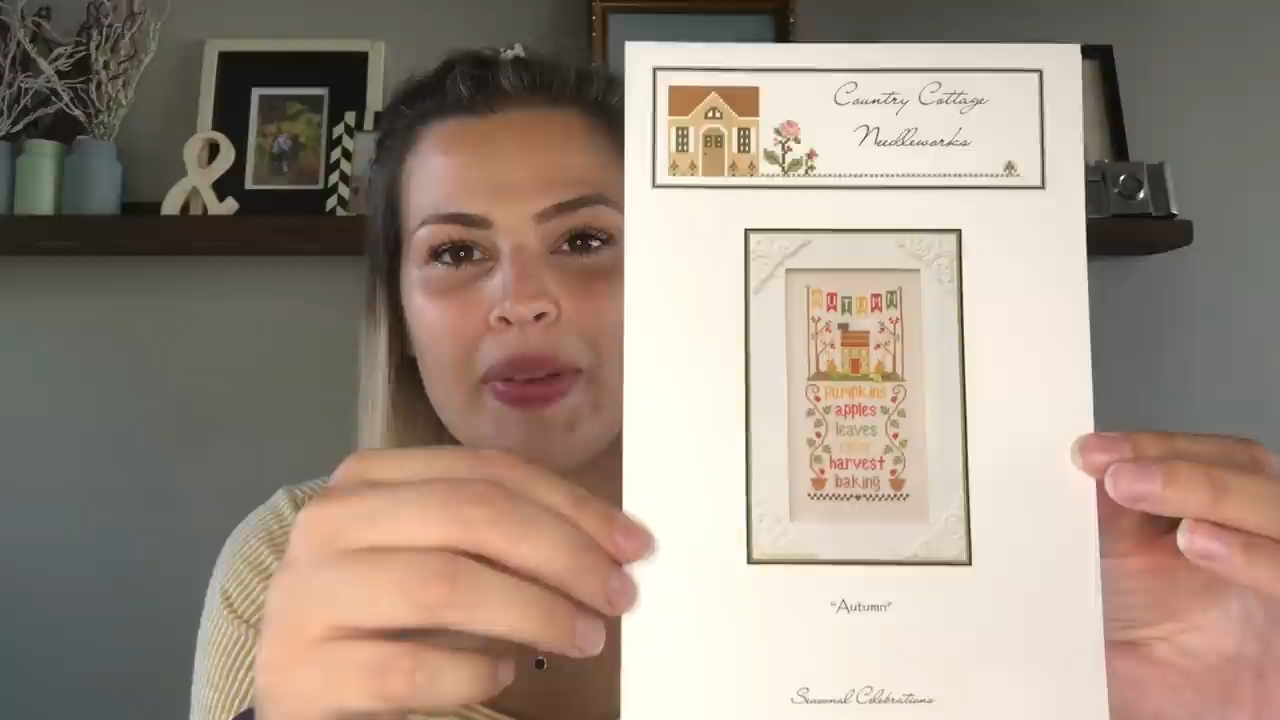 Country Cottage
Needleworks
AUTUMN
pumpkins
apples
leaves
harvest
baking
"Autumn"
Seasonal Celebrations
&